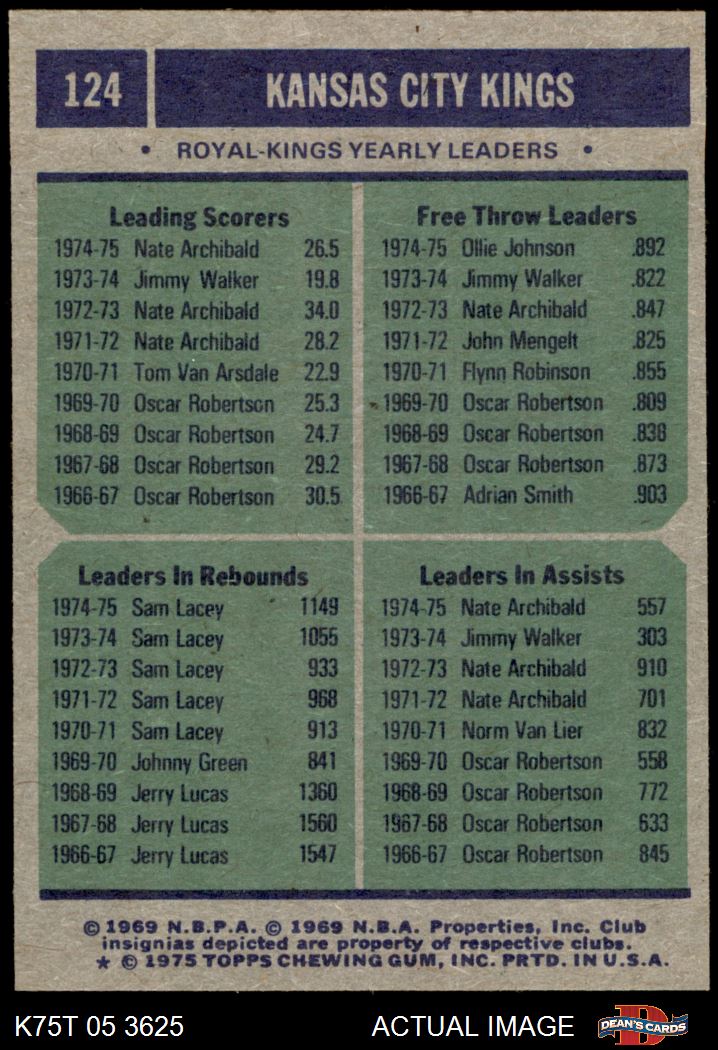 124 KANSAS CITY KINGS
• ROYAL-KINGS YEARLY LEADERS •
Leading Scorers
1974-75 Nate Archibald 26.5
1973-74 Jimmy Walker 19.8
1972-73 Nate Archibald 34.0
1971-72 Nate Archibald 28.2
1970-71 Tom Van Arsdale 22.9
1969-70 Oscar Robertson 25.3
1968-69 Oscar Robertson 24.7
1967-68 Oscar Robertson 29.2
1966-67 Oscar Robertson 30.5
Free Throw Leaders
1974-75 Ollie Johnson .892
1973-74 Jimmy Walker .822
1972-73 Nate Archibald .847
1971-72 John Mengelt .825
1970-71 Flynn Robinson .855
1969-70 Oscar Robertson .809
1968-69 Oscar Robertson .838
1967-68 Oscar Robertson .873
1966-67 Adrian Smith .903
Leaders In Rebounds
1974-75 Sam Lacey 1149
1973-74 Sam Lacey 1055
1972-73 Sam Lacey 933
1971-72 Sam Lacey 968
1970-71 Sam Lacey 913
1969-70 Johnny Green 841
1968-69 Jerry Lucas 1360
1967-68 Jerry Lucas 1560
1966-67 Jerry Lucas 1547
Leaders In Assists
1974-75 Nate Archibald 557
1973-74 Jimmy Walker 303
1972-73 Nate Archibald 910
1971-72 Nate Archibald 701
1970-71 Norm Van Lier 832
1969-70 Oscar Robertson 558
1968-69 Oscar Robertson 772
1967-68 Oscar Robertson 633
1966-67 Oscar Robertson 845
© 1969 N.B.P.A. © 1969 N.B.A. Properties, Inc. Club
insignias depicted are property of respective clubs.
★ © 1975 TOPPS CHEWING GUM, INC. PRTD. IN U.S.A.
K75T 05 3625 ACTUAL IMAGE D DEAN'S CARDS